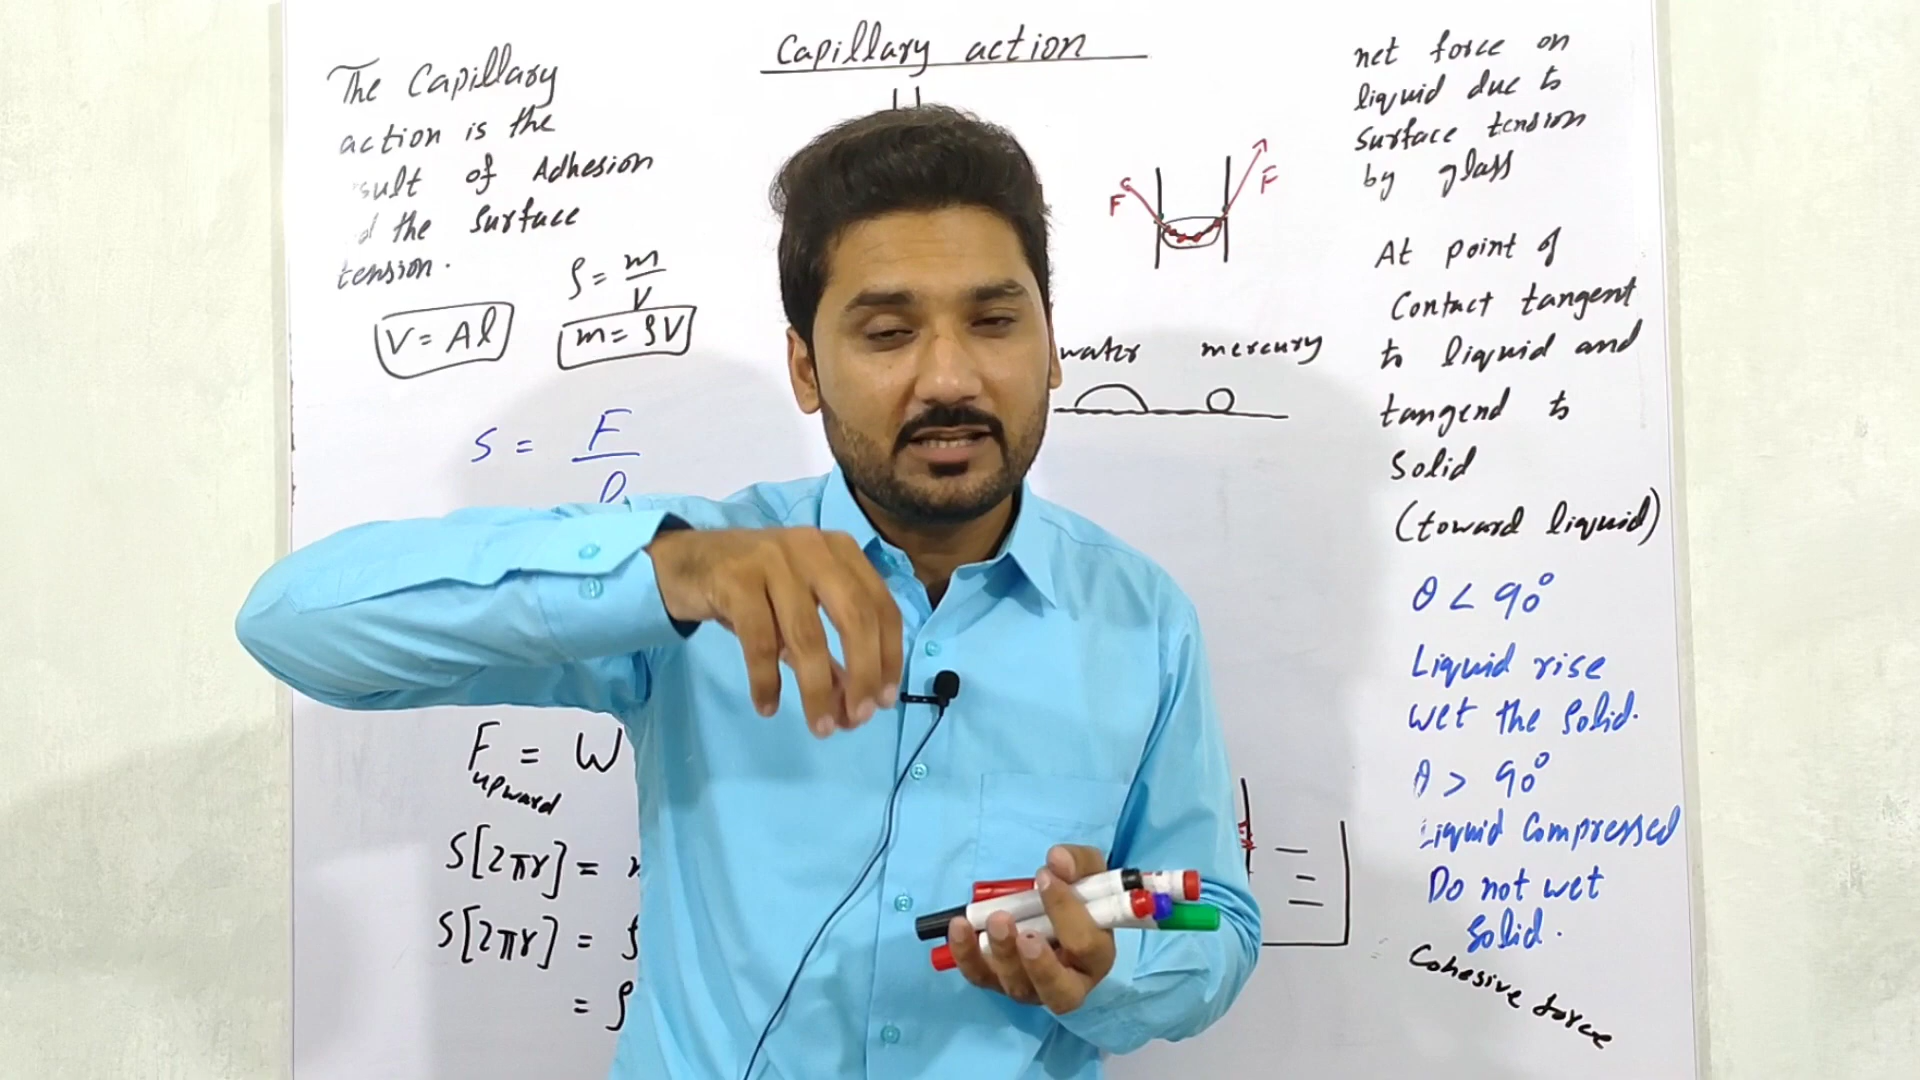 Capillary action
The Capillary
action is the
sult of Adhesion
d the surface
tension.
ρ = m/V
V = Al
m = ρV
S = F
F = W
upward
S[2πr] =
S[2πr] =
= ρ
F F
water mercury
net force on
liquid due to
surface tension
by glass
At point of
Contact tangent
to liquid and
tangend to
Solid
(toward liquid)
θ < 90°
Liquid rise
wet the solid.
θ > 90°
Liquid Compressed
Do not wet
Solid.
Cohesive force